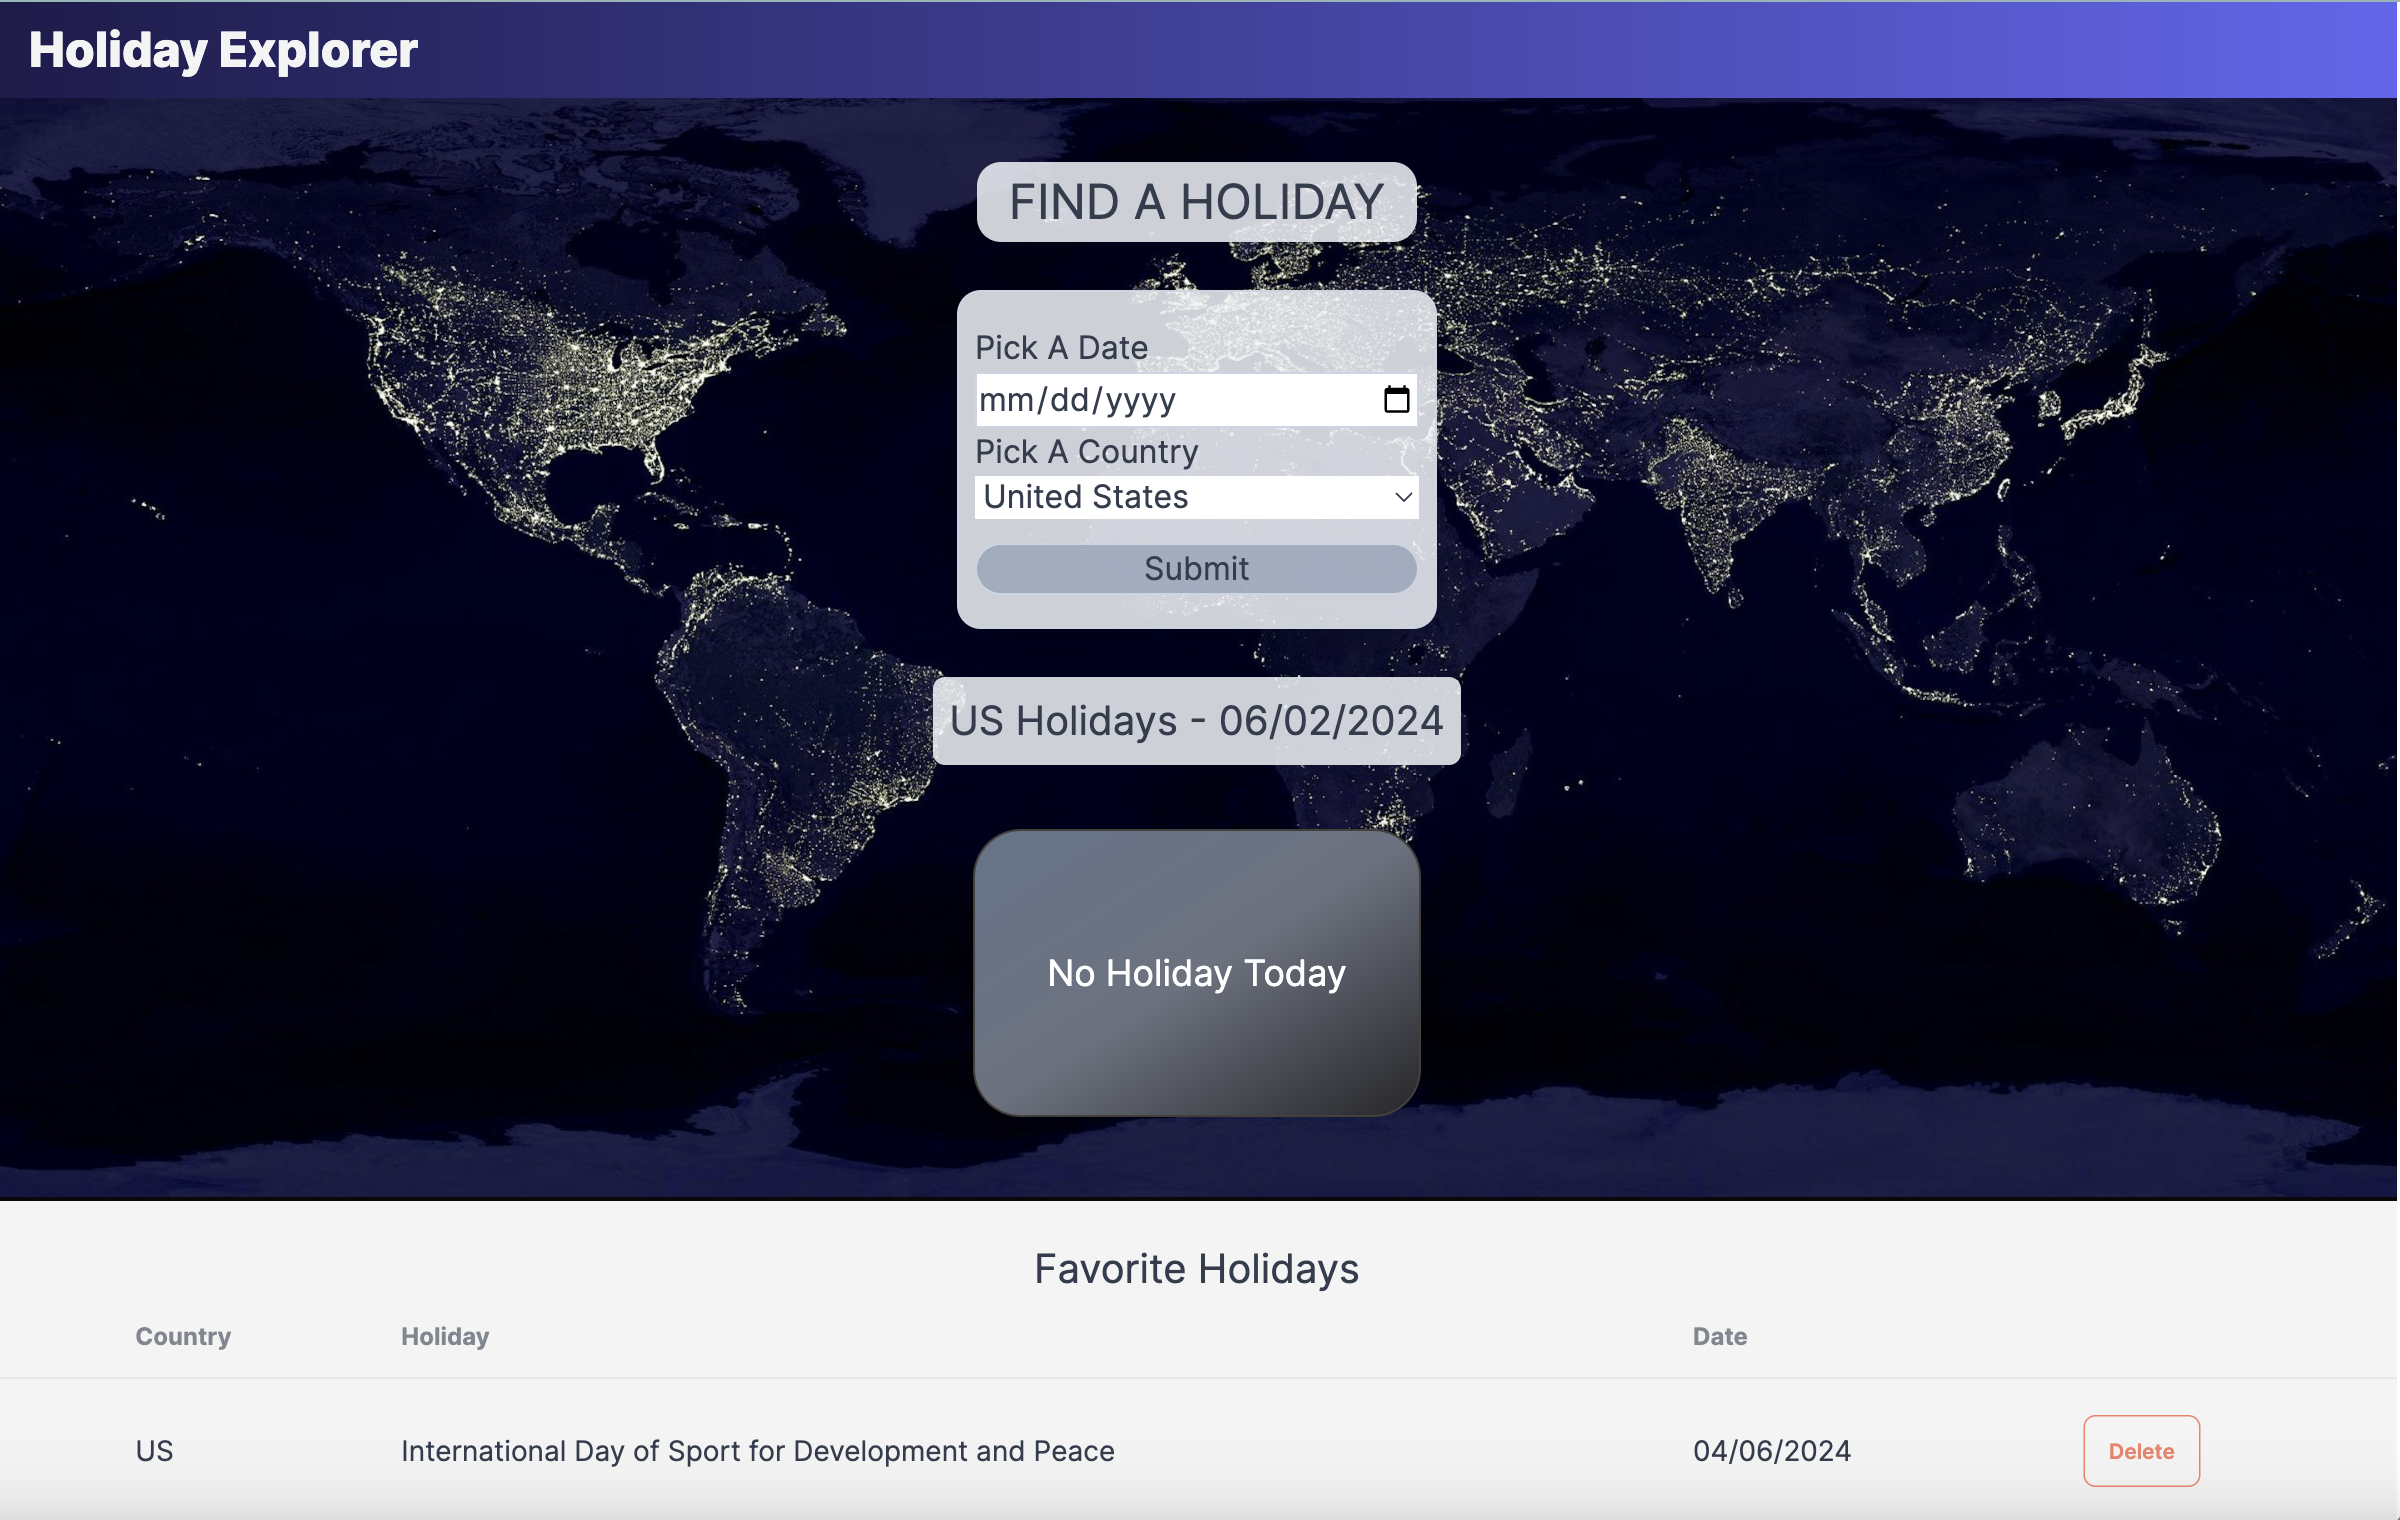 Holiday Explorer
FIND A HOLIDAY
Pick A Date
mm/dd/yyyy
Pick A Country
United States
Submit
US Holidays - 06/02/2024
No Holiday Today
Favorite Holidays
Country Holiday Date
US International Day of Sport for Development and Peace 04/06/2024 Delete